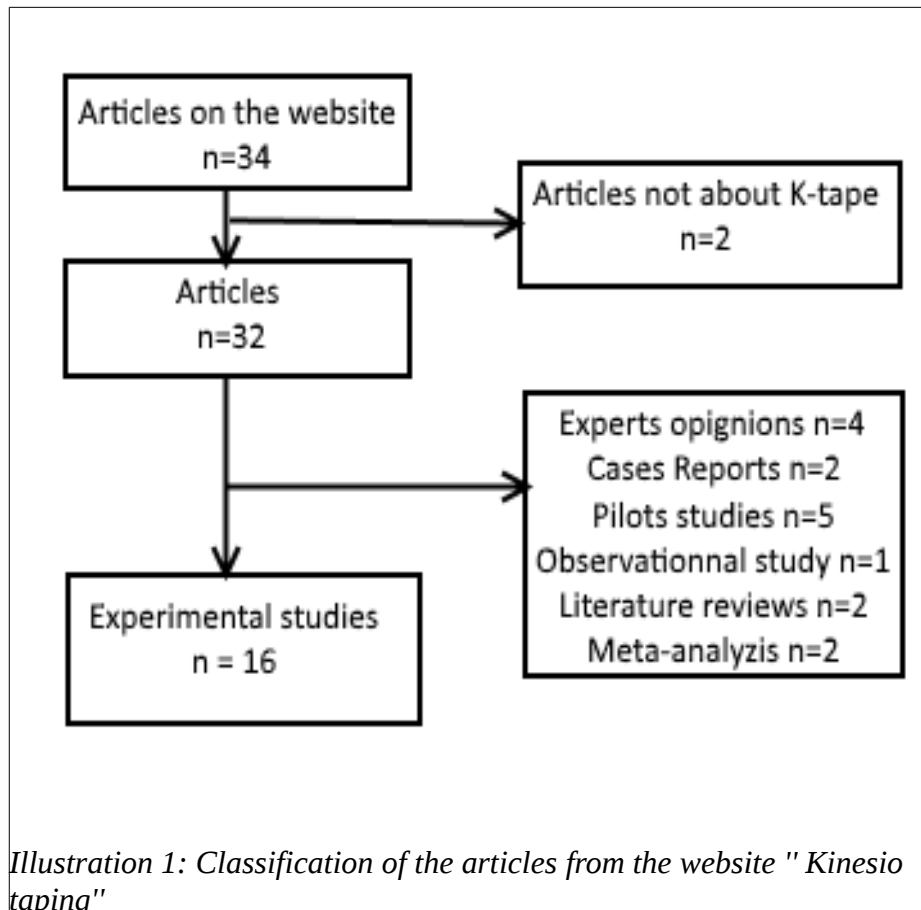 Articles on the website
n=34
Articles not about K-tape
n=2
Articles
n=32
Experts opignions n=4
Cases Reports n=2
Pilots studies n=5
Observationnal study n=1
Literature reviews n=2
Meta-analyzis n=2
Experimental studies
n = 16
Illustration 1: Classification of the articles from the website " Kinesio
taping"